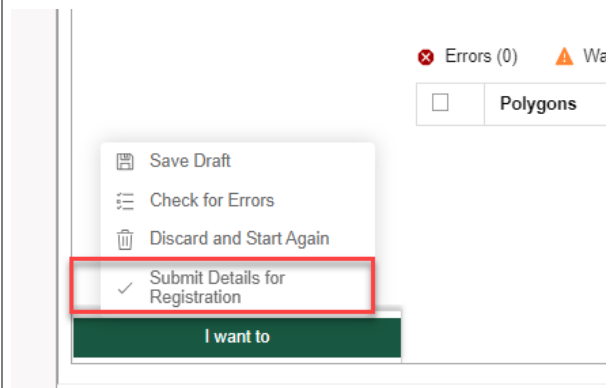 Errors (0) Wa
Polygons
Save Draft
Check for Errors
Discard and Start Again
Submit Details for
Registration
I want to